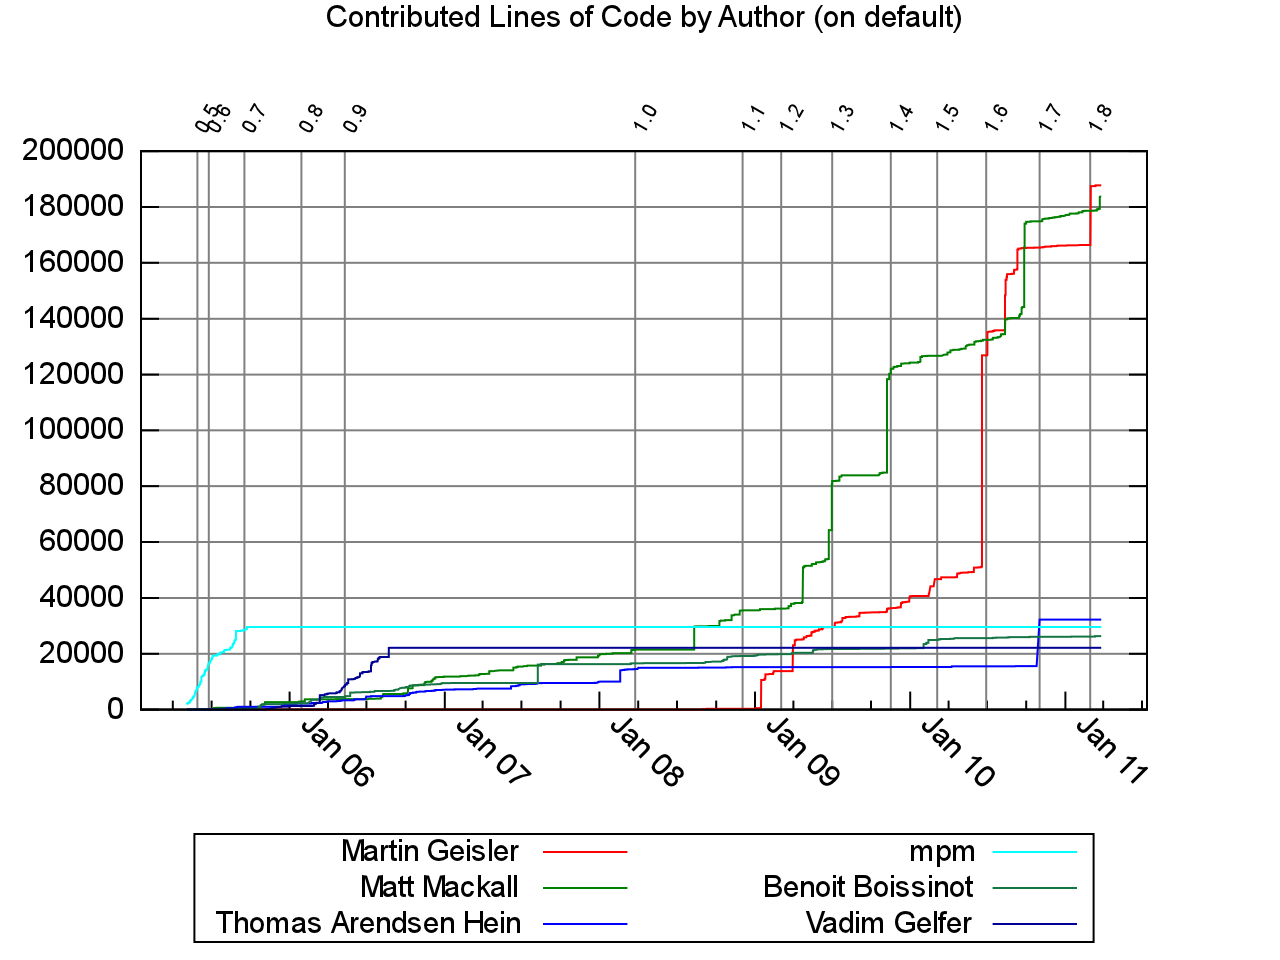 Contributed Lines of Code by Author (on default)
0.5 0.6 0.7 0.8 0.9 1.0 1.1 1.2 1.3 1.4 1.5 1.6 1.7 1.8
200000
180000
160000
140000
120000
100000
80000
60000
40000
20000
0
Jan 06 Jan 07 Jan 08 Jan 09 Jan 10 Jan 11
Martin Geisler mpm
Matt Mackall Benoit Boissinot
Thomas Arendsen Hein Vadim Gelfer